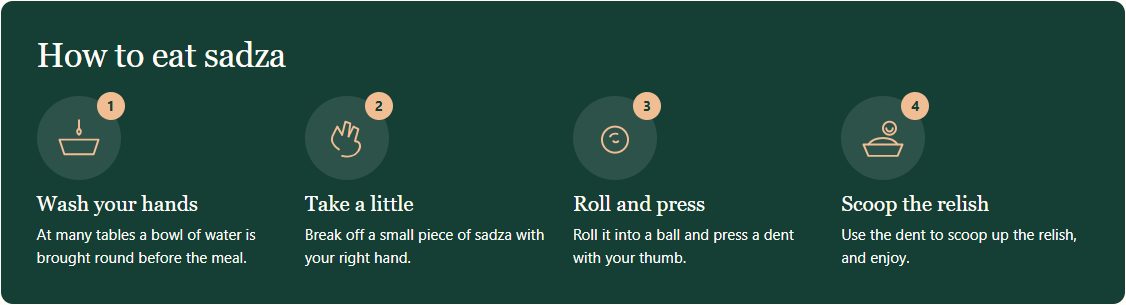 How to eat sadza
1
Wash your hands
At many tables a bowl of water is
brought round before the meal.
2
Take a little
Break off a small piece of sadza with
your right hand.
3
Roll and press
Roll it into a ball and press a dent
with your thumb.
4
Scoop the relish
Use the dent to scoop up the relish,
and enjoy.